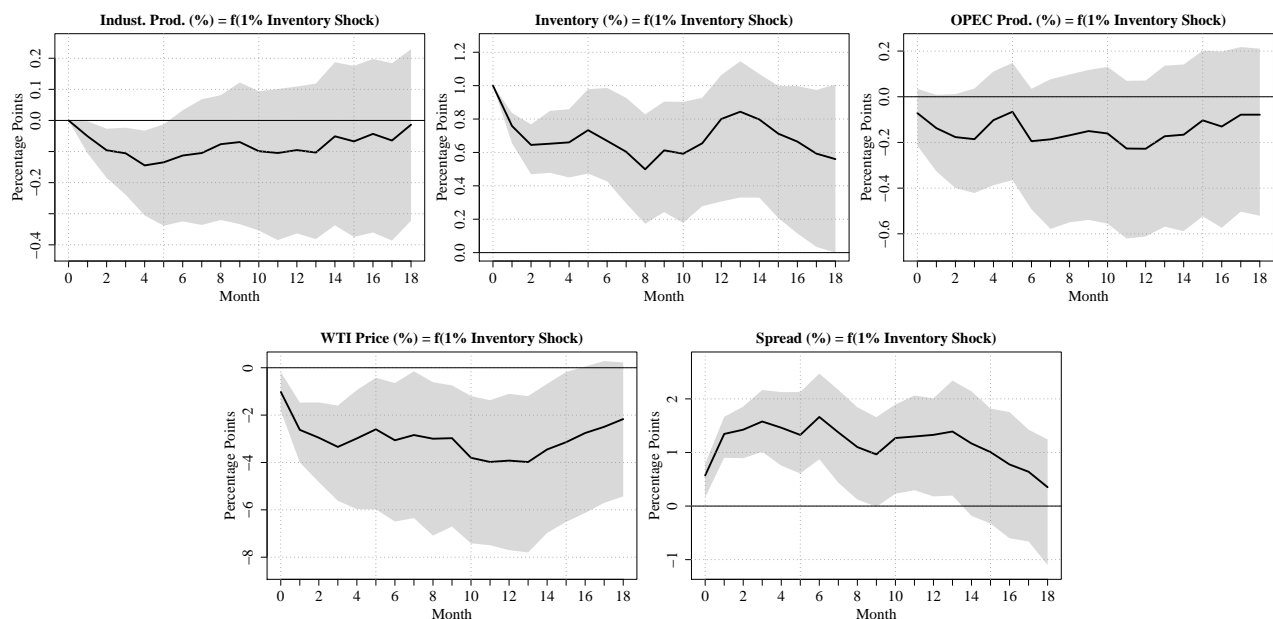 Indust. Prod. (%) = f(1% Inventory Shock)
Percentage Points
0.2
0.1
0.0
−0.2
−0.4
0 2 4 6 8 10 12 14 16 18
Month
Inventory (%) = f(1% Inventory Shock)
Percentage Points
1.2
1.0
0.8
0.6
0.4
0.2
0.0
0 2 4 6 8 10 12 14 16 18
Month
OPEC Prod. (%) = f(1% Inventory Shock)
Percentage Points
0.2
0.0
−0.2
−0.4
−0.6
0 2 4 6 8 10 12 14 16 18
Month
WTI Price (%) = f(1% Inventory Shock)
Percentage Points
0
−2
−4
−6
−8
0 2 4 6 8 10 12 14 16 18
Month
Spread (%) = f(1% Inventory Shock)
Percentage Points
2
1
0
−1
0 2 4 6 8 10 12 14 16 18
Month